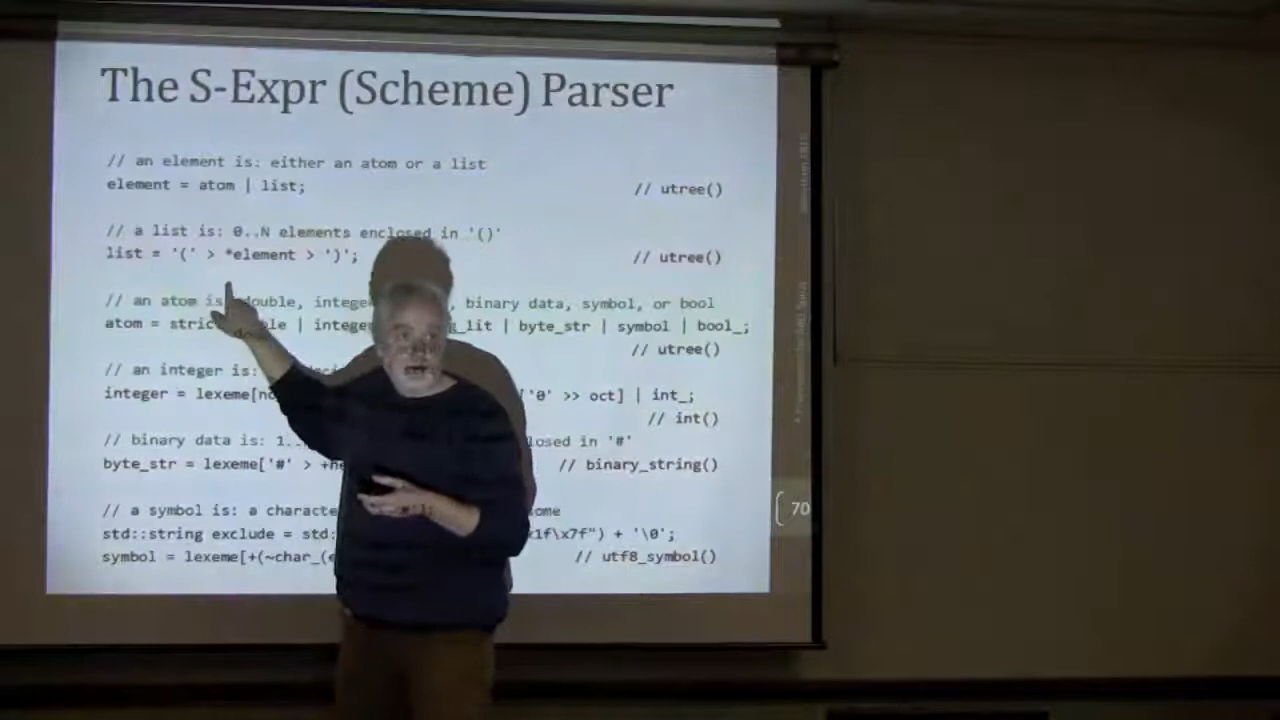 The S-Expr (Scheme) Parser
// an element is: either an atom or a list
element = atom | list; // utree()
// a list is: 0..N elements enclosed in '()'
list = '(' > *element > ')'; // utree()
// an atom is double, intege , binary data, symbol, or bool
atom = stric ble | integer g_lit | byte_str | symbol | bool_;
// utree()
// an integer is:
integer = lexeme[no '0' >> oct] | int_;
// int()
// binary data is: 1.. losed in '#'
byte_str = lexeme['#' > +he // binary_string()
// a symbol is: a characte ome
std::string exclude = std: x1f\x7f") + '\0';
symbol = lexeme[+(~char_(e // utf8_symbol()
70